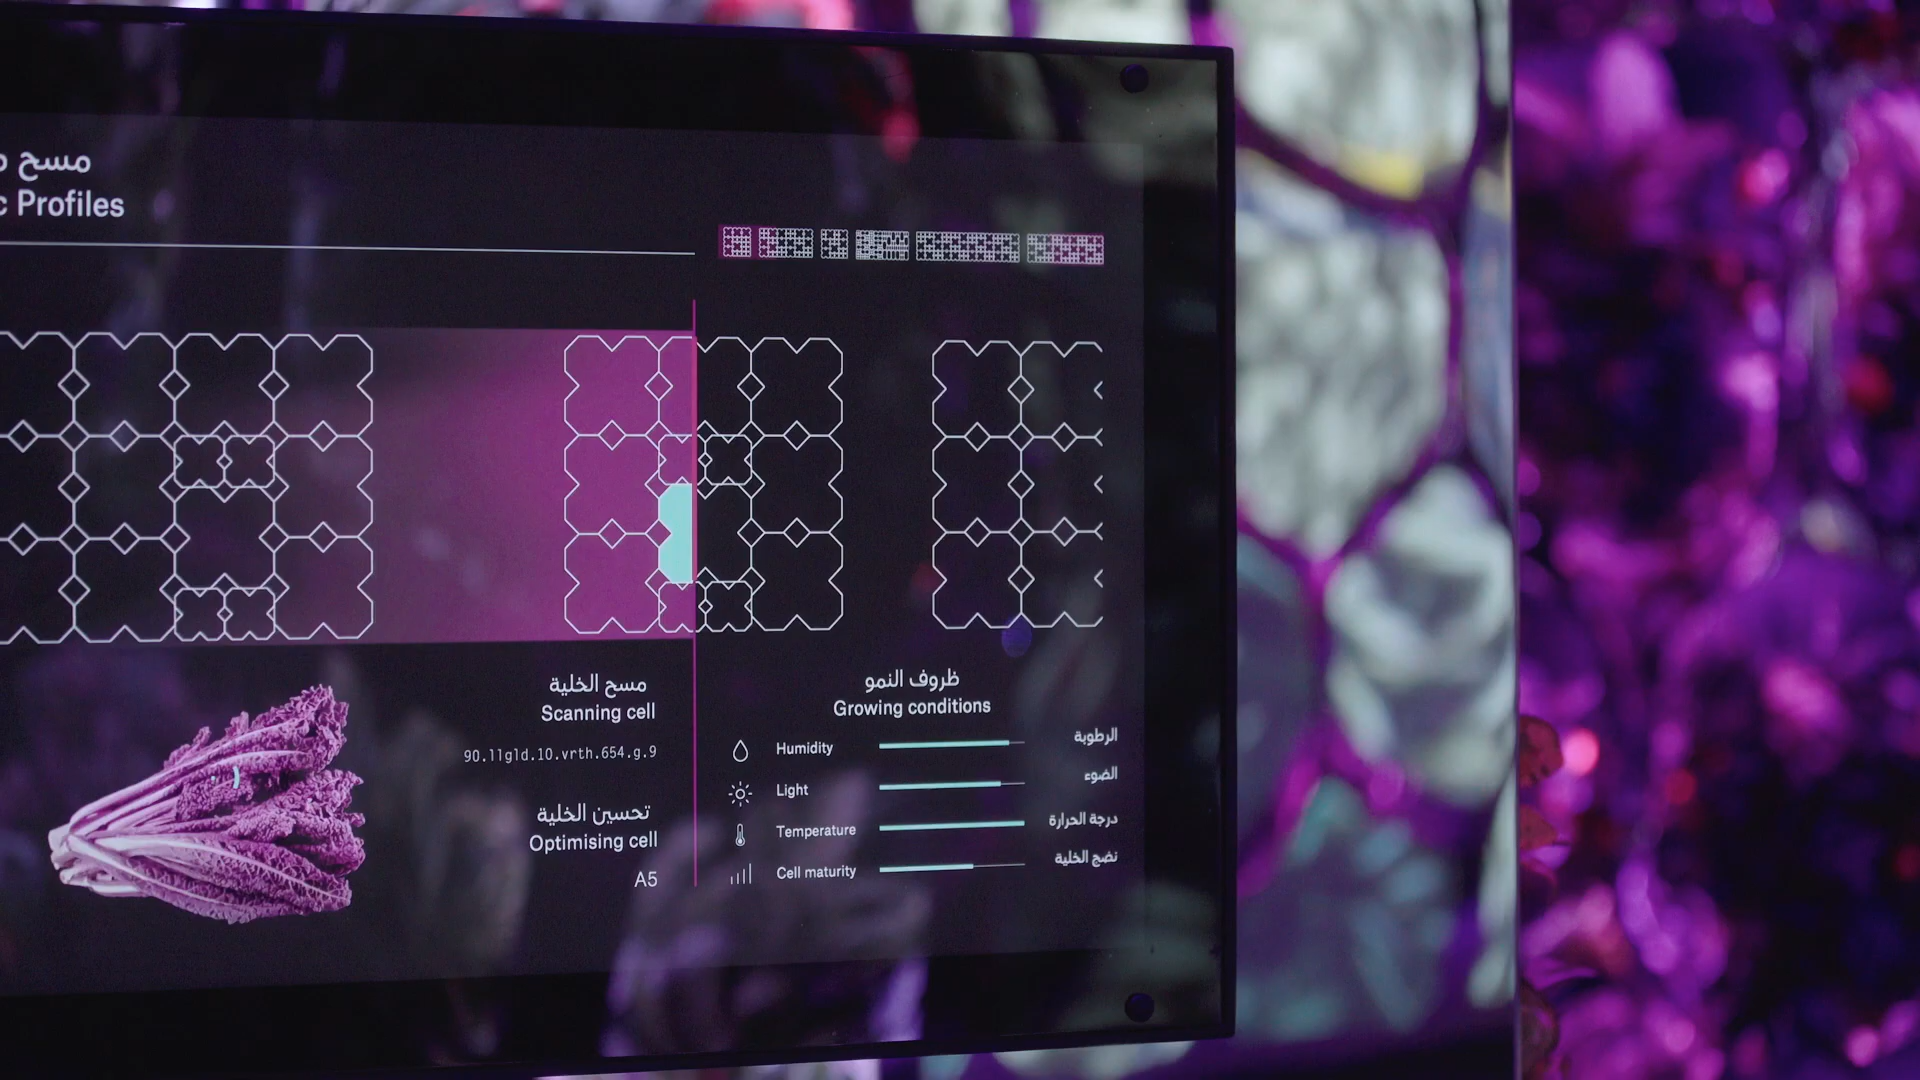 مسح
c Profiles
مسح الخلية
Scanning cell
90.11gld.10.vrth.654.g.9
تحسين الخلية
Optimising cell
A5
ظروف النمو
Growing conditions
Humidity الرطوبة
Light الضوء
Temperature درجة الحرارة
Cell maturity نضج الخلية